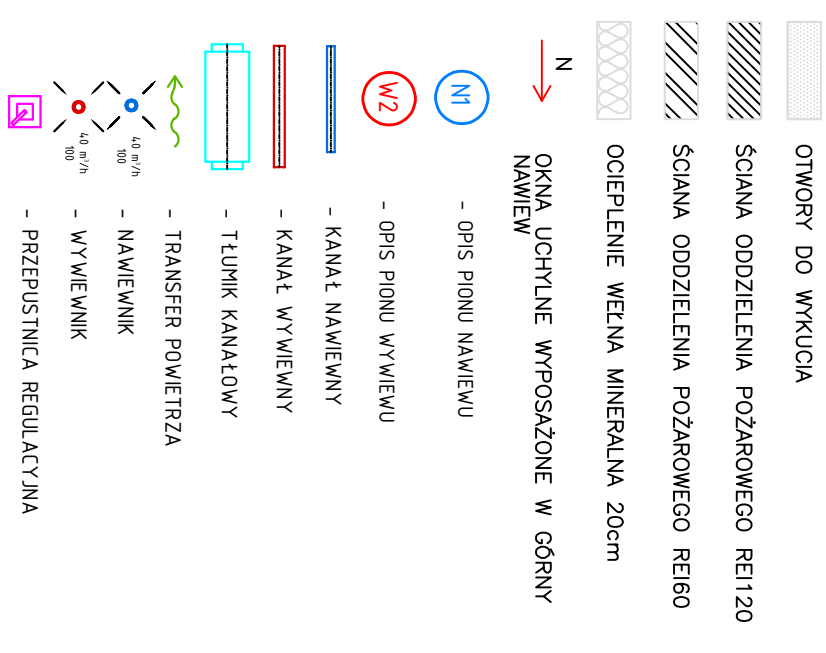 OTWORY DO WYKUCIA
ŚCIANA ODDZIELENIA POŻAROWEGO REI120
ŚCIANA ODDZIELENIA POŻAROWEGO REI60
OCIEPLENIE WEŁNA MINERALNA 20cm
N
OKNA UCHYLNE WYPOSAŻONE W GÓRNY
NAWIEW
N1 - OPIS PIONU NAWIEWU
W2 - OPIS PIONU WYWIEWU
- KANAŁ NAWIEWNY
- KANAŁ WYWIEWNY
- TŁUMIK KANAŁOWY
- TRANSFER POWIETRZA
40 m³/h
100
- NAWIEWNIK
40 m³/h
100
- WYWIEWNIK
- PRZEPUSTNICA REGULACYJNA